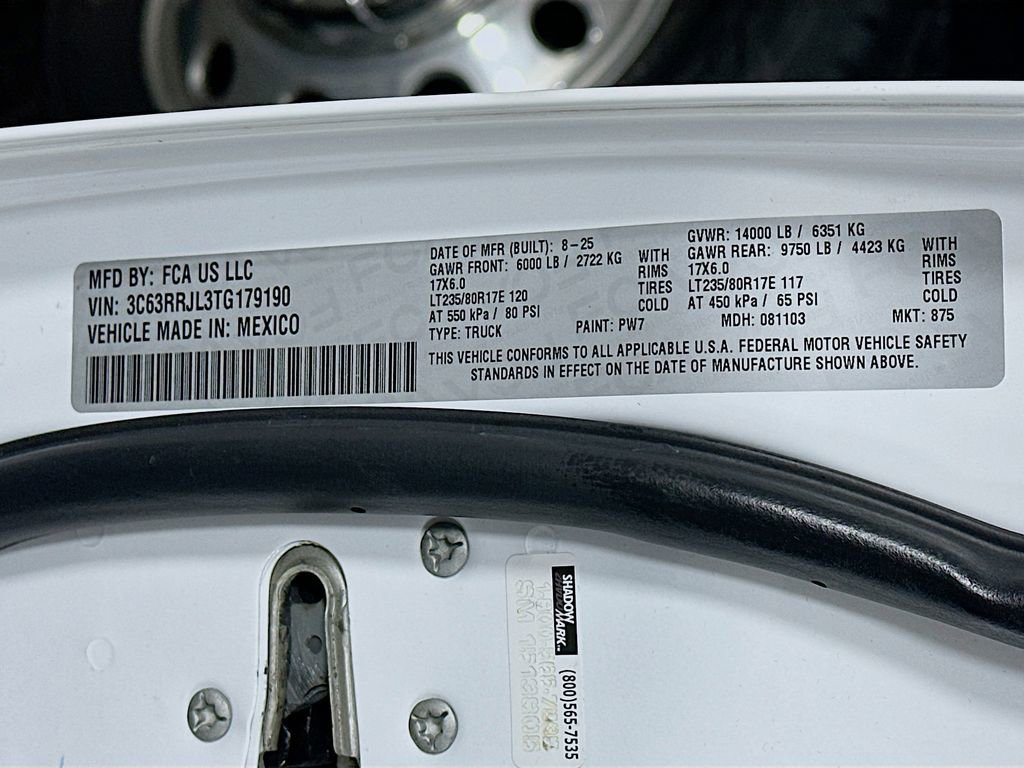 MFD BY: FCA US LLC
VIN: 3C63RRJL3TG179190
VEHICLE MADE IN: MEXICO
DATE OF MFR (BUILT): 8-25
GAWR FRONT: 6000 LB / 2722 KG
17X6.0
LT235/80R17E 120
AT 550 kPa / 80 PSI
WITH
RIMS
TIRES
COLD
GVWR: 14000 LB / 6351 KG
GAWR REAR: 9750 LB / 4423 KG
17X6.0
LT235/80R17E 117
AT 450 kPa / 65 PSI
WITH
RIMS
TIRES
COLD
TYPE: TRUCK PAINT: PW7 MDH: 081103 MKT: 875
THIS VEHICLE CONFORMS TO ALL APPLICABLE U.S.A. FEDERAL MOTOR VEHICLE SAFETY
STANDARDS IN EFFECT ON THE DATE OF MANUFACTURE SHOWN ABOVE.
SHADOW
MARK
(800)565-7535